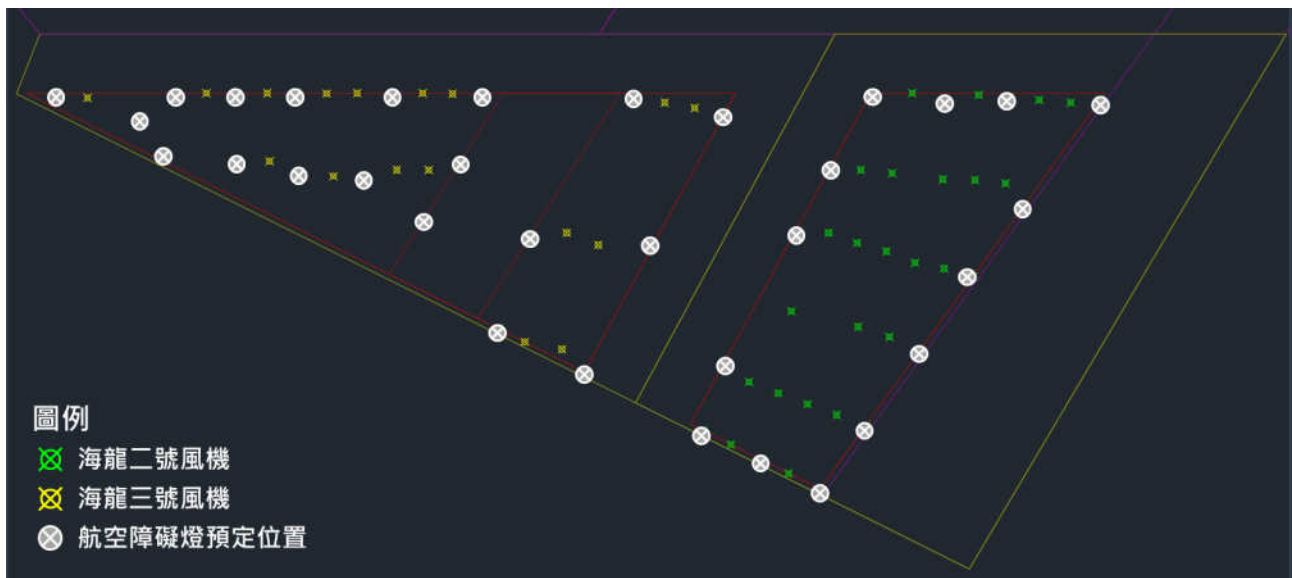 圖例
海龍二號風機
海龍三號風機
航空障礙燈預定位置